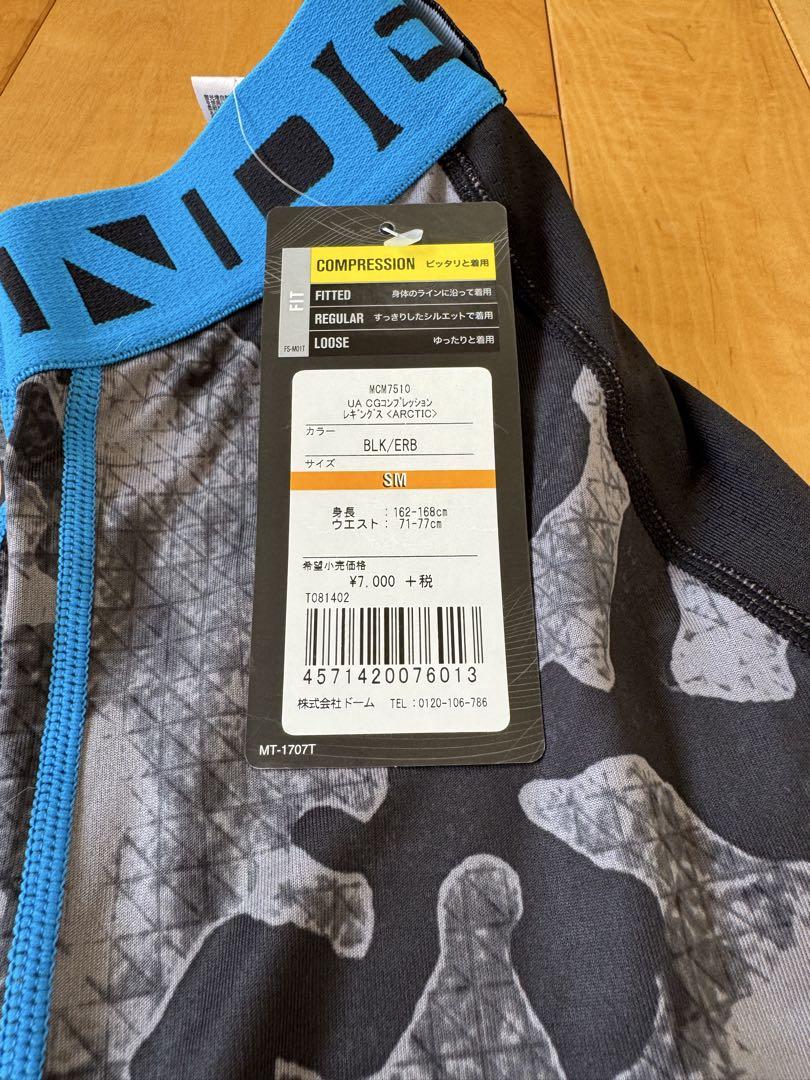 NDE
COMPRESSION ピッタリと着用
FIT
FITTED 身体のラインに沿って着用
REGULAR すっきりしたシルエットで着用
LOOSE ゆったりと着用
FS-M01T
MCM7510
UA CGコンプレッション
レギングス <ARCTIC>
カラー
BLK/ERB
サイズ
SM
身長 : 162-168cm
ウエスト : 71-77cm
希望小売価格
¥7,000 +税
T081402
4571420076013
株式会社ドーム TEL:0120-106-786
MT-1707T